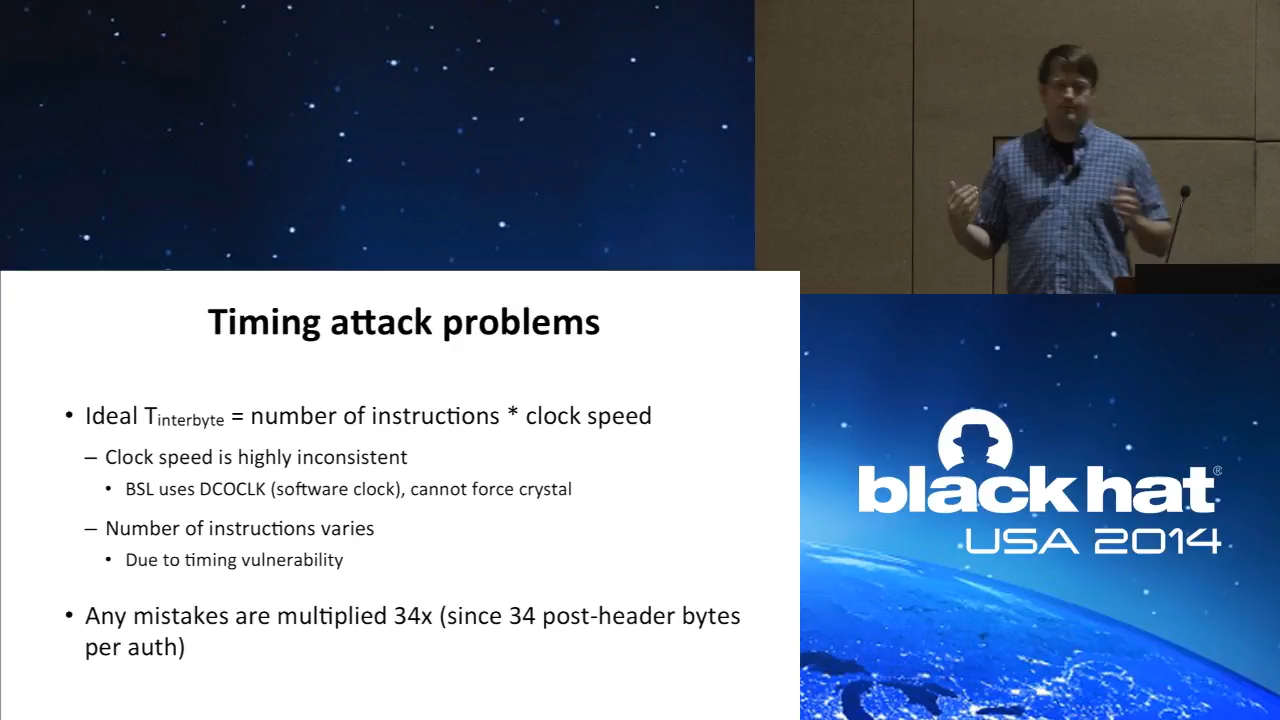 Timing attack problems
• Ideal Tinterbyte = number of instructions * clock speed
– Clock speed is highly inconsistent
• BSL uses DCOCLK (software clock), cannot force crystal
– Number of instructions varies
• Due to timing vulnerability
• Any mistakes are multiplied 34x (since 34 post-header bytes
per auth)
black hat®
USA 2014